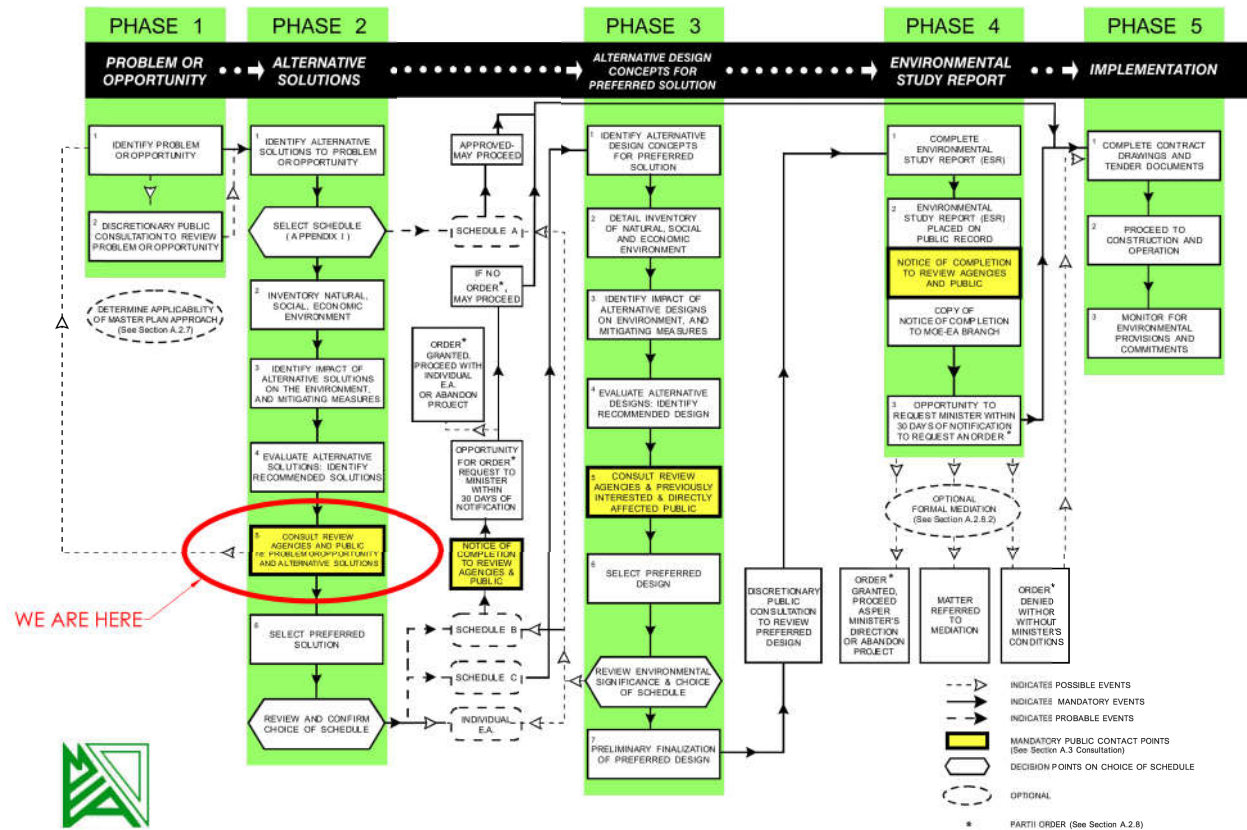 PHASE 1
PROBLEM OR
OPPORTUNITY
1
IDENTIFY PROBLEM
OR OPPORTUNITY
2
DISCRETIONARY PUBLIC
CONSULTATION TO REVIEW
PROBLEM OR OPPORTUNITY
DETERMINE APPLICABILITY
OF MASTER PLAN APPROACH
(See Section A.2.7)
WE ARE HERE
PHASE 2
ALTERNATIVE
SOLUTIONS
1
IDENTIFY ALTERNATIVE
SOLUTIONS TO PROBLEM
OR OPPORTUNITY
SELECT SCHEDULE
(APPENDIX I)
2
INVENTORY NATURAL,
SOCIAL, ECONOMIC
ENVIRONMENT
3
IDENTIFY IMPACT OF
ALTERNATIVE SOLUTIONS
ON THE ENVIRONMENT,
AND MITIGATING MEASURES
4
EVALUATE ALTERNATIVE
SOLUTIONS: IDENTIFY
RECOMMENDED SOLUTIONS
5
CONSULT REVIEW
AGENCIES AND PUBLIC
re: PROBLEM OR OPPORTUNITY
AND ALTERNATIVE SOLUTIONS
6
SELECT PREFERRED
SOLUTION
REVIEW AND CONFIRM
CHOICE OF SCHEDULE
APPROVED-
MAY PROCEED
SCHEDULE A
IF NO
ORDER*,
MAY PROCEED
ORDER*
GRANTED,
PROCEED WITH
INDIVIDUAL
E.A.
OR ABANDON
PROJECT
OPPORTUNITY
FOR ORDER*
REQUEST TO
MINISTER
WITHIN
30 DAYS OF
NOTIFICATION
NOTICE OF
COMPLETION
TO REVIEW
AGENCIES &
PUBLIC
SCHEDULE B
SCHEDULE C
INDIVIDUAL
E.A.
PHASE 3
ALTERNATIVE DESIGN
CONCEPTS FOR
PREFERRED SOLUTION
1
IDENTIFY ALTERNATIVE
DESIGN CONCEPTS
FOR PREFERRED
SOLUTION
2
DETAIL INVENTORY
OF NATURAL, SOCIAL
AND ECONOMIC
ENVIRONMENT
3
IDENTIFY IMPACT OF
ALTERNATIVE DESIGNS
ON ENVIRONMENT, AND
MITIGATING MEASURES
4
EVALUATE ALTERNATIVE
DESIGNS: IDENTIFY
RECOMMENDED DESIGN
5
CONSULT REVIEW
AGENCIES & PREVIOUSLY
INTERESTED & DIRECTLY
AFFECTED PUBLIC
6
SELECT PREFERRED
DESIGN
REVIEW ENVIRONMENTAL
SIGNIFICANCE & CHOICE
OF SCHEDULE
7
PRELIMINARY FINALIZATION
OF PREFERRED DESIGN
DISCRETIONARY
PUBLIC
CONSULTATION
TO REVIEW
PREFERRED
DESIGN
PHASE 4
ENVIRONMENTAL
STUDY REPORT
1
COMPLETE
ENVIRONMENTAL
STUDY REPORT (ESR)
2
ENVIRONMENTAL
STUDY REPORT (ESR)
PLACED ON
PUBLIC RECORD
NOTICE OF COMPLETION
TO REVIEW AGENCIES
AND PUBLIC
COPY OF
NOTICE OF COMPLETION
TO MOE-EA BRANCH
3
OPPORTUNITY TO
REQUEST MINISTER WITHIN
30 DAYS OF NOTIFICATION
TO REQUEST AN ORDER*
OPTIONAL
FORMAL MEDIATION
(See Section A.2.8.2)
ORDER*
GRANTED,
PROCEED
AS PER
MINISTER'S
DIRECTION
OR ABANDON
PROJECT
MATTER
REFERRED
TO
MEDIATION
ORDER*
DENIED
WITH OR
WITHOUT
MINISTER'S
CONDITIONS
PHASE 5
IMPLEMENTATION
1
COMPLETE CONTRACT
DRAWINGS AND
TENDER DOCUMENTS
2
PROCEED TO
CONSTRUCTION AND
OPERATION
3
MONITOR FOR
ENVIRONMENTAL
PROVISIONS AND
COMMITMENTS
INDICATES POSSIBLE EVENTS
INDICATES MANDATORY EVENTS
INDICATES PROBABLE EVENTS
MANDATORY PUBLIC CONTACT POINTS
(See Section A.3 Consultation)
DECISION POINTS ON CHOICE OF SCHEDULE
OPTIONAL
* PART II ORDER (See Section A.2.8)
MEA